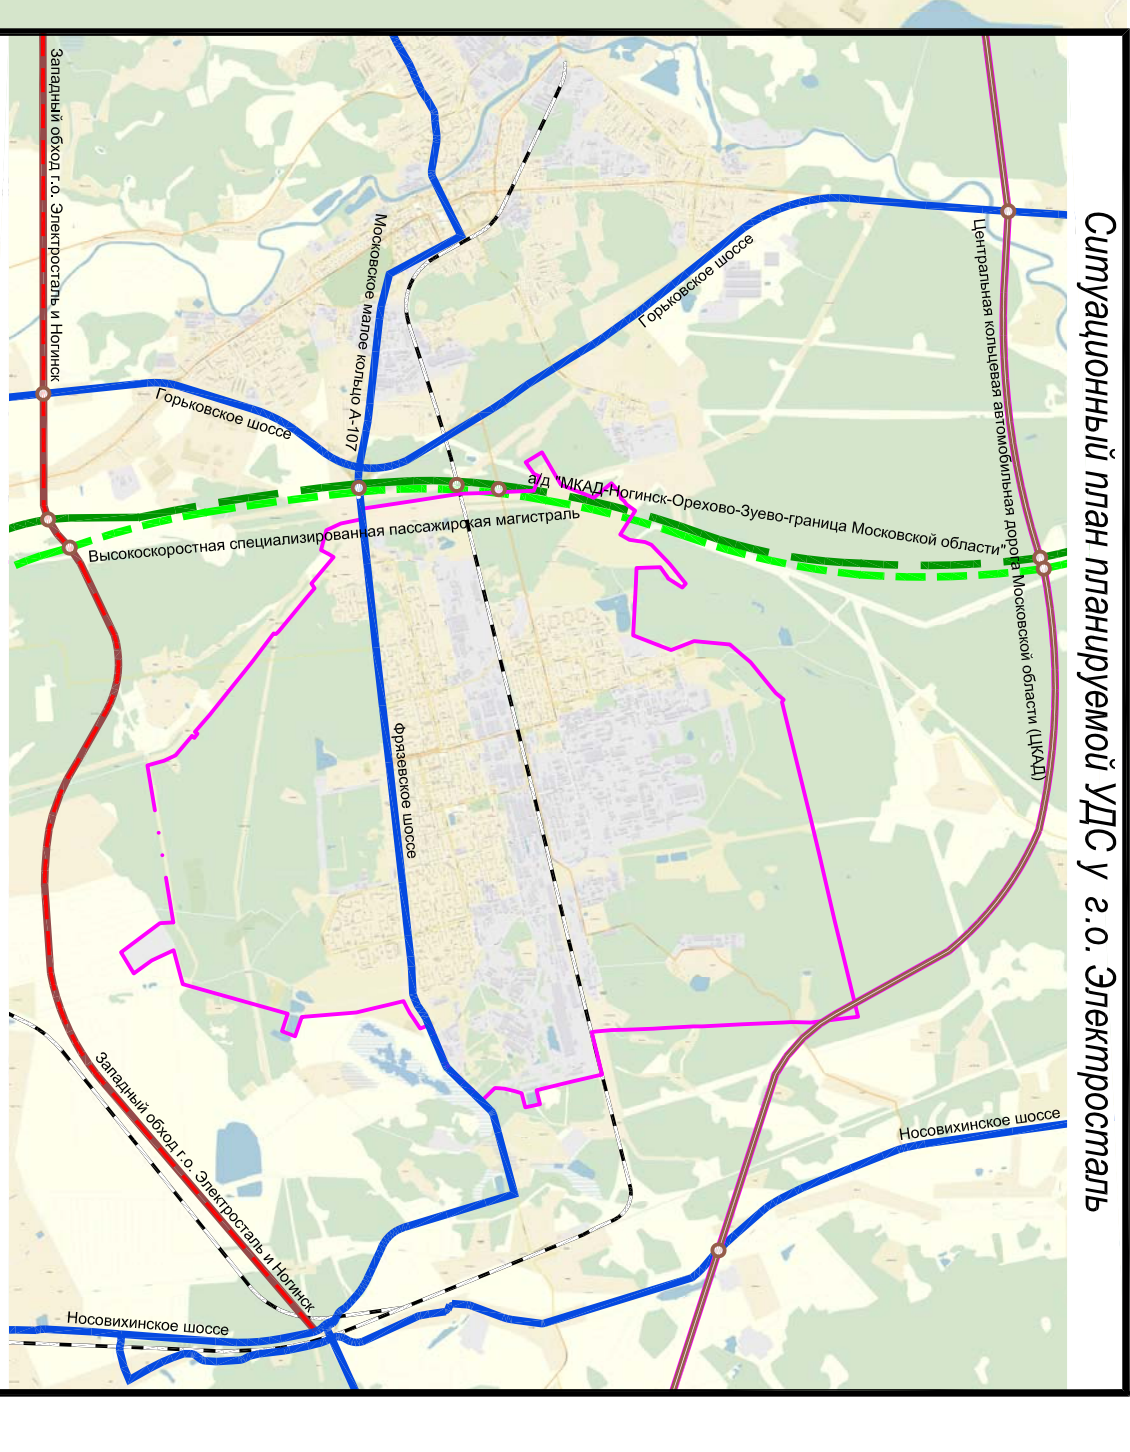 Ситуационный план планируемой УДС у г.о. Электросталь
Западный обход г.о. Электросталь и Ногинск
Московское малое кольцо А-107
Горьковское шоссе
Центральная кольцевая автомобильная дорога Московской области (ЦКАД)
Горьковское шоссе
а/д "МКАД-Ногинск-Орехово-Зуево-граница Московской области"
Высокоскоростная специализированная пассажирская магистраль
Фрязевское шоссе
Западный обход г.о. Электросталь и Ногинск
Носовихинское шоссе
Носовихинское шоссе